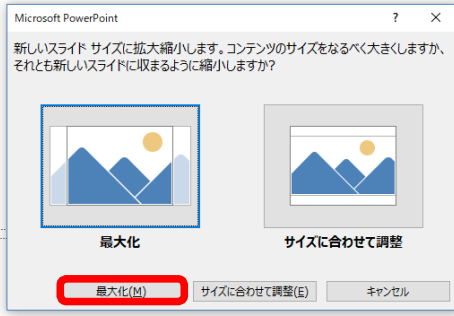 Microsoft PowerPoint ? ×
新しいスライド サイズに拡大縮小します。コンテンツのサイズをなるべく大きくしますか、
それとも新しいスライドに収まるように縮小しますか?
最大化 サイズに合わせて調整
最大化(M) サイズに合わせて調整(E) キャンセル